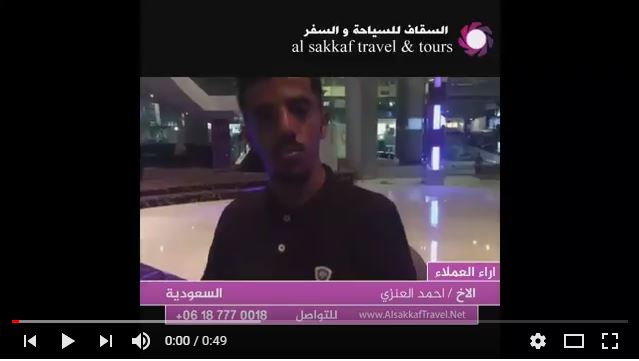 السقاف للسياحة و السفر
al sakkaf travel & tours
اراء العملاء
الاخ / احمد العنزي السعودية
www.AlsakkafTravel.Net للتواصل +06 18 777 0018
0:00 / 0:49